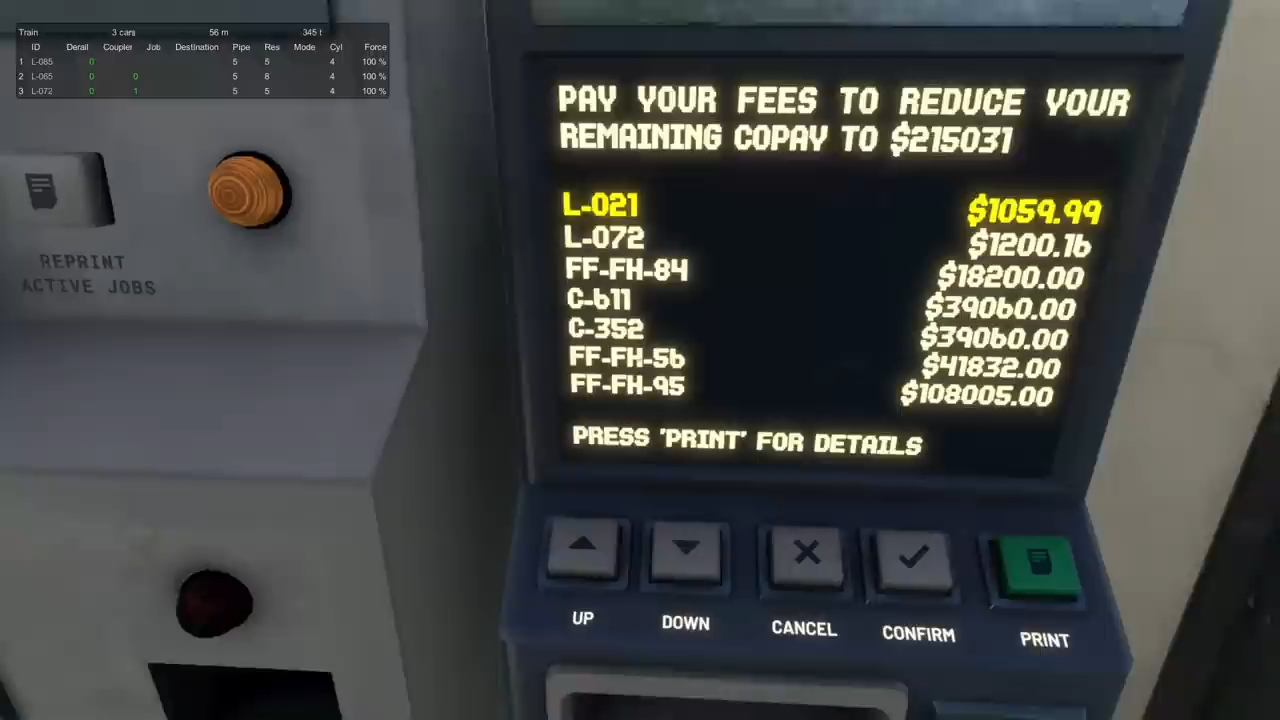 Train 3 cars 56 m 345 t
ID Derail Coupler Job Destination Pipe Res Mode Cyl Force
1 L-085 0 5 5 4 100 %
2 L-065 0 0 5 8 4 100 %
3 L-072 0 1 5 5 4 100 %
PAY YOUR FEES TO REDUCE YOUR
REMAINING COPAY TO $215031
L-021 $1059.99
L-072 $1200.16
FF-FH-84 $18200.00
C-611 $39060.00
C-352 $39060.00
FF-FH-56 $41832.00
FF-FH-95 $108005.00
PRESS 'PRINT' FOR DETAILS
REPRINT
ACTIVE JOBS
UP DOWN CANCEL CONFIRM PRINT